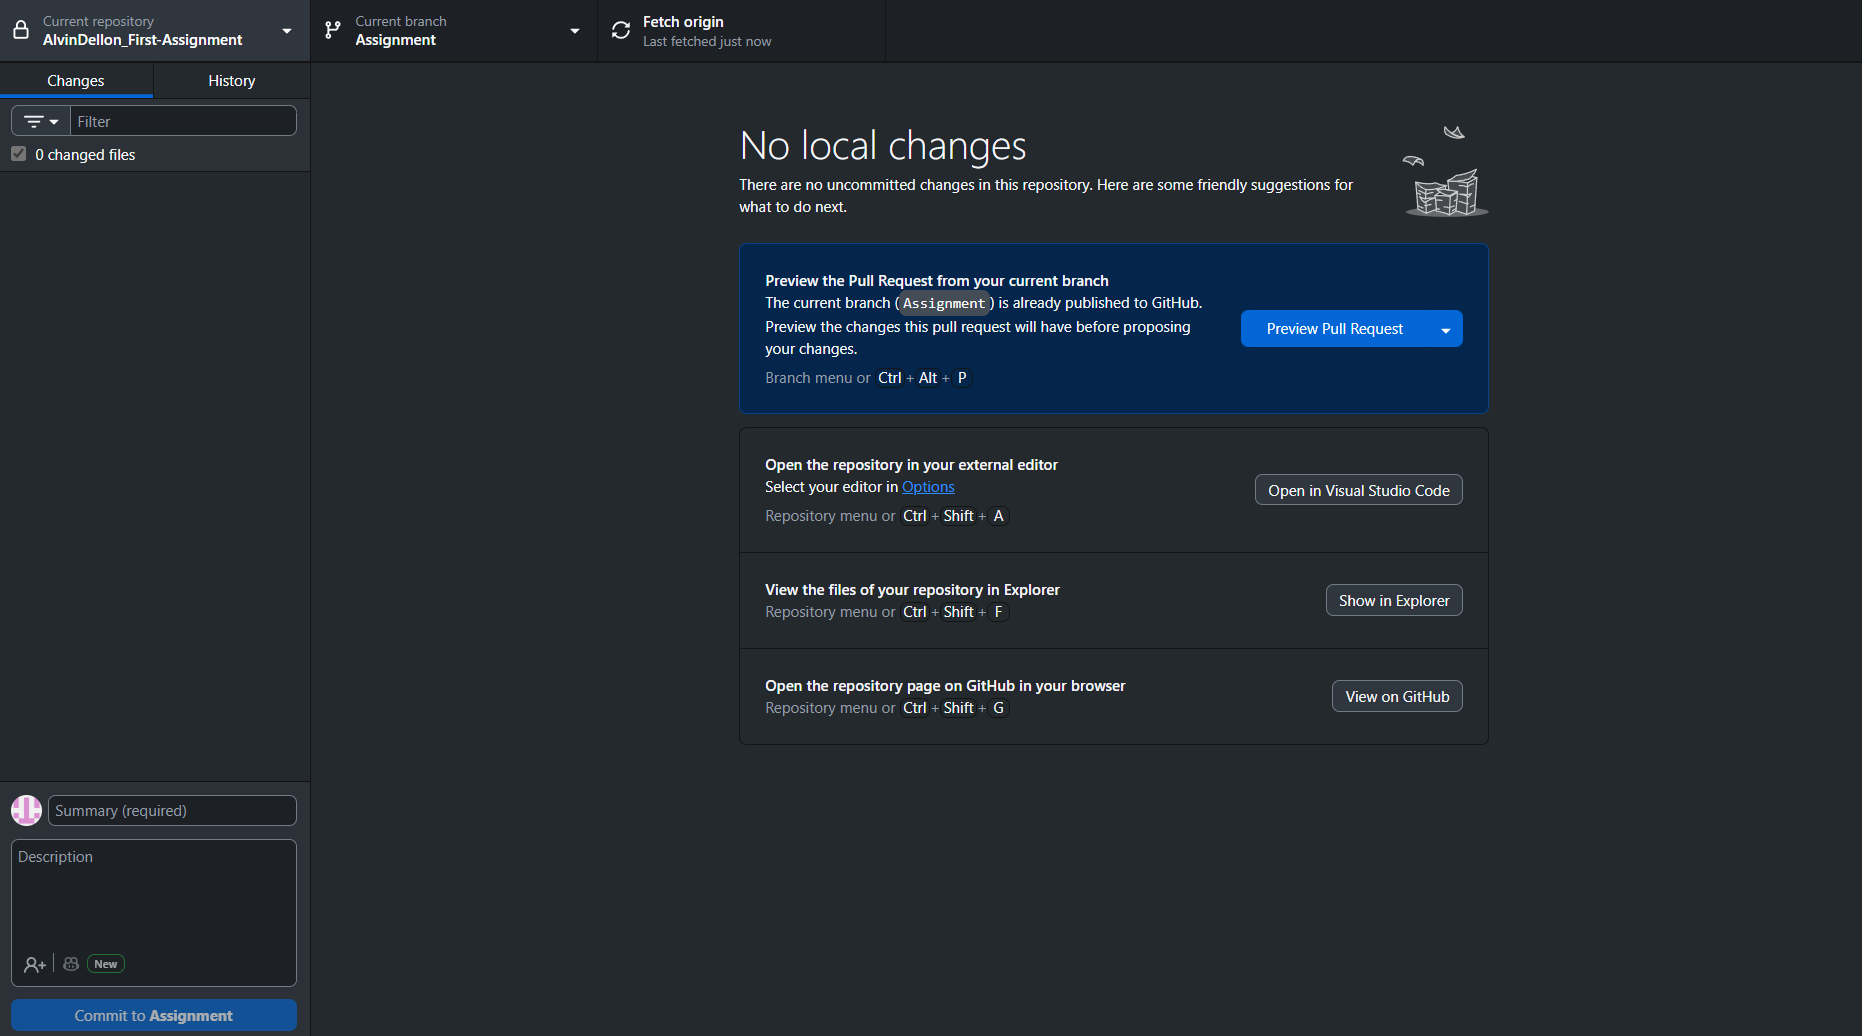 Current repository
AlvinDellon_First-Assignment
Current branch
Assignment
Fetch origin
Last fetched just now
Changes
History
Filter
0 changed files
No local changes
There are no uncommitted changes in this repository. Here are some friendly suggestions for
what to do next.
Preview the Pull Request from your current branch
The current branch (Assignment) is already published to GitHub.
Preview the changes this pull request will have before proposing
your changes.
Branch menu or Ctrl + Alt + P
Preview Pull Request
Open the repository in your external editor
Select your editor in Options
Repository menu or Ctrl + Shift + A
Open in Visual Studio Code
View the files of your repository in Explorer
Repository menu or Ctrl + Shift + F
Show in Explorer
Open the repository page on GitHub in your browser
Repository menu or Ctrl + Shift + G
View on GitHub
Summary (required)
Description
New
Commit to Assignment